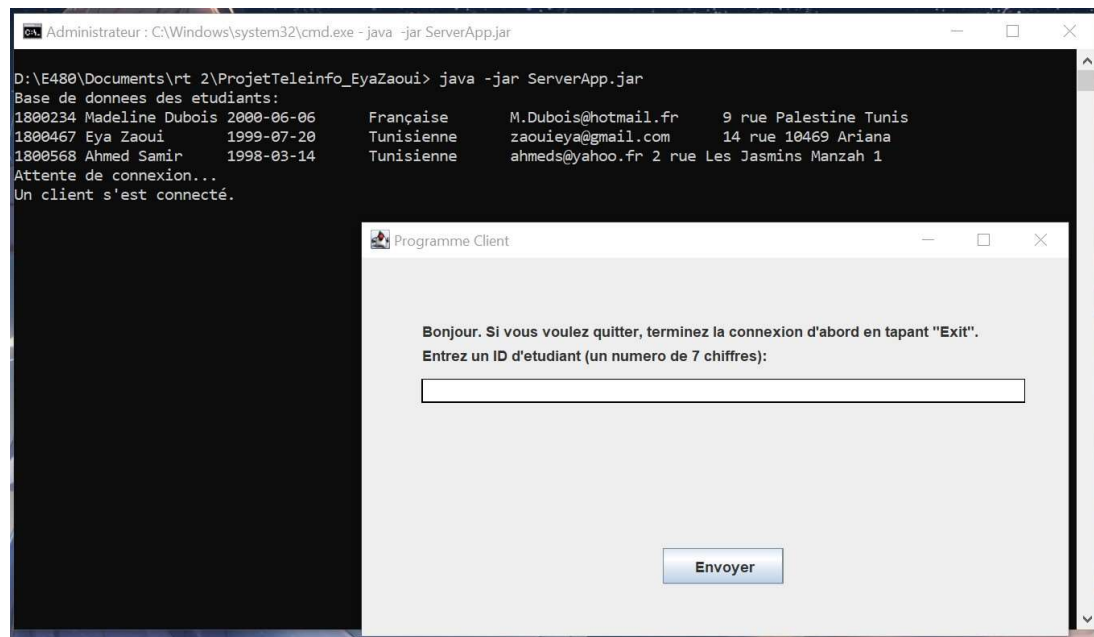 Administrateur : C:\Windows\system32\cmd.exe - java -jar ServerApp.jar
D:\E480\Documents\rt 2\ProjetTeleinfo_EyaZaoui> java -jar ServerApp.jar
Base de donnees des etudiants:
1800234 Madeline Dubois 2000-06-06 Française M.Dubois@hotmail.fr 9 rue Palestine Tunis
1800467 Eya Zaoui 1999-07-20 Tunisienne zaouieya@gmail.com 14 rue 10469 Ariana
1800568 Ahmed Samir 1998-03-14 Tunisienne ahmeds@yahoo.fr 2 rue Les Jasmins Manzah 1
Attente de connexion...
Un client s'est connecté.
Programme Client
Bonjour. Si vous voulez quitter, terminez la connexion d'abord en tapant "Exit".
Entrez un ID d'etudiant (un numero de 7 chiffres):
Envoyer